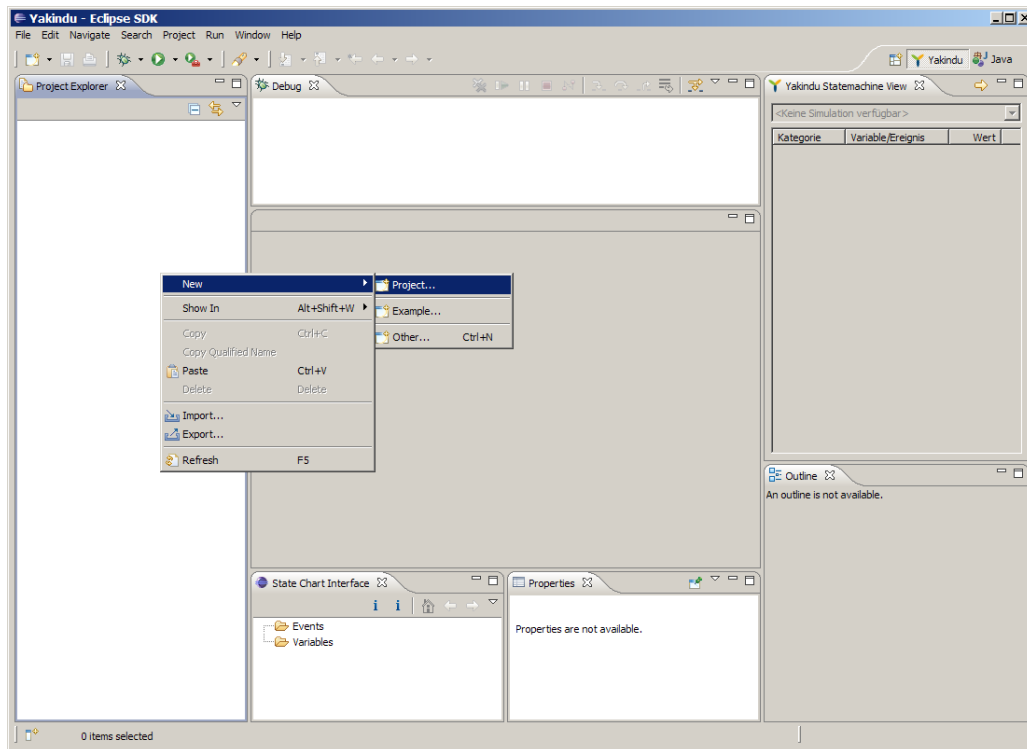 Yakindu - Eclipse SDK
File Edit Navigate Search Project Run Window Help
Yakindu Java
Project Explorer
Debug
Yakindu Statemachine View
<Keine Simulation verfügbar>
Kategorie Variable/Ereignis Wert
New
Project...
Show In Alt+Shift+W
Example...
Copy Ctrl+C
Other... Ctrl+N
Copy Qualified Name
Paste Ctrl+V
Delete Delete
Import...
Export...
Refresh F5
Outline
An outline is not available.
State Chart Interface
Properties
Events
Variables
Properties are not available.
0 items selected